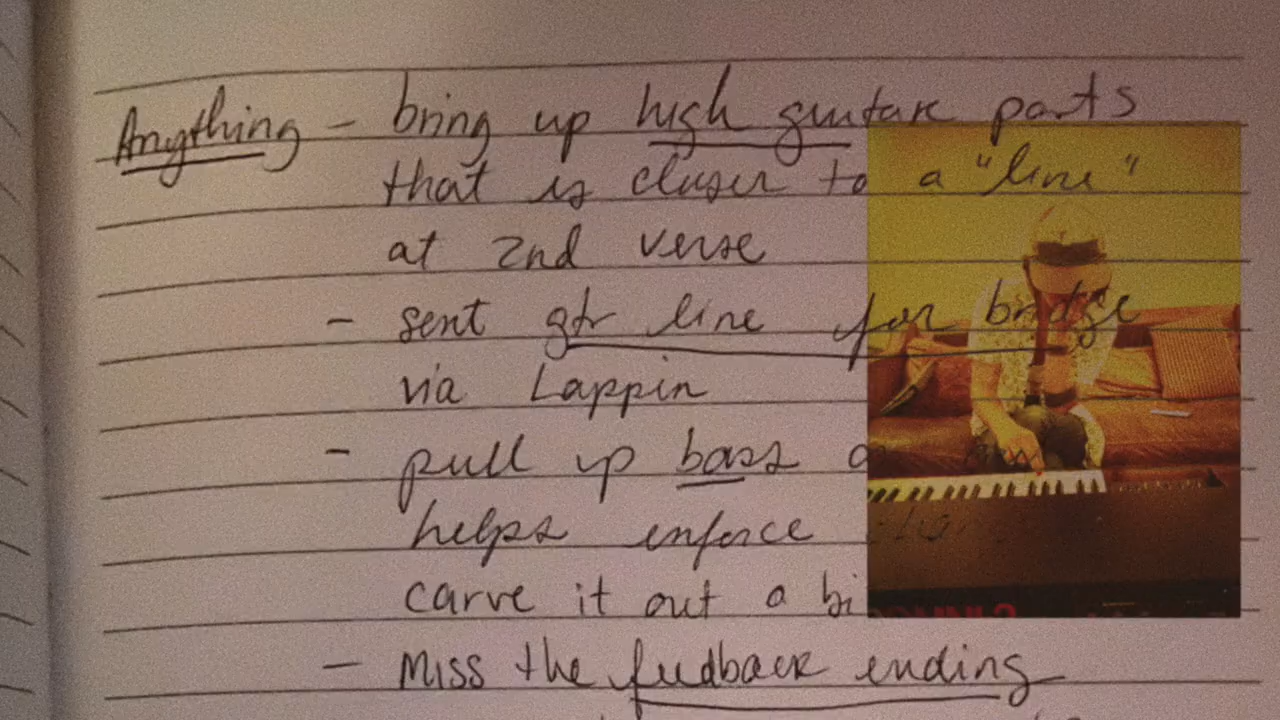 Anything - bring up high guitar parts
that is closer to a "line"
at 2nd verse
- sent gtr line for bridge
via Lappin
- pull up bass
helps enforce
carve it out a bi
- Miss the feedback ending